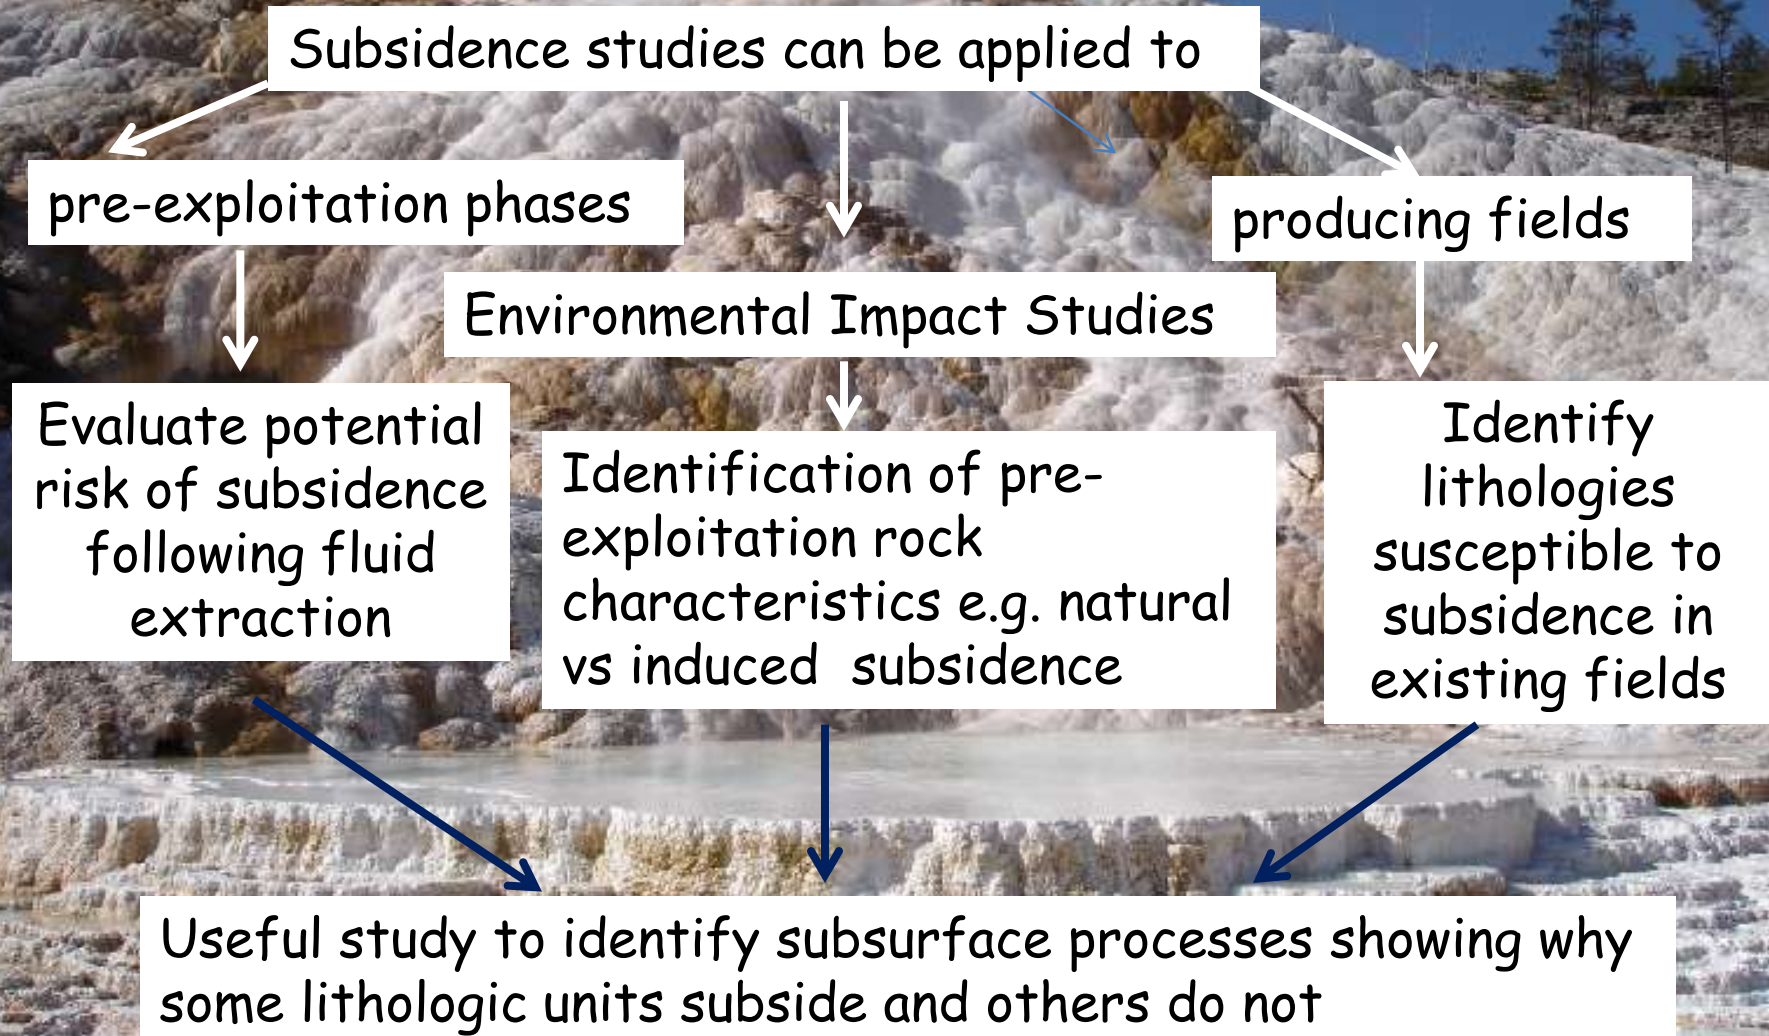 Subsidence studies can be applied to
pre-exploitation phases
producing fields
Environmental Impact Studies
Evaluate potential
risk of subsidence
following fluid
extraction
Identification of pre-
exploitation rock
characteristics e.g. natural
vs induced  subsidence
Identify
lithologies
susceptible to
subsidence in
existing fields
Useful study to identify subsurface processes showing why
some lithologic units subside and others do not